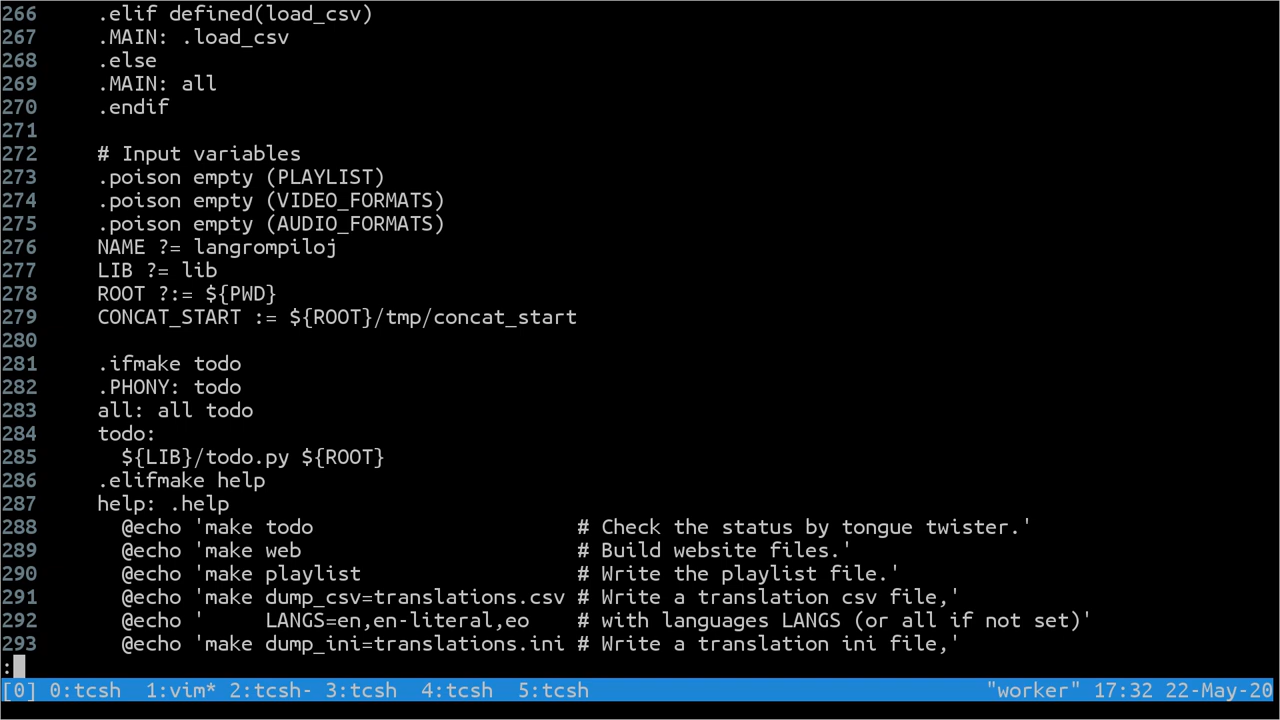 266     .elif defined(load_csv)
267     .MAIN: .load_csv
268     .else
269     .MAIN: all
270     .endif
271
272     # Input variables
273     .poison empty (PLAYLIST)
274     .poison empty (VIDEO_FORMATS)
275     .poison empty (AUDIO_FORMATS)
276     NAME ?= langrompiloj
277     LIB ?= lib
278     ROOT ?:= ${PWD}
279     CONCAT_START := ${ROOT}/tmp/concat_start
280
281     .ifmake todo
282     .PHONY: todo
283     all: all todo
284     todo:
285       ${LIB}/todo.py ${ROOT}
286     .elifmake help
287     help: .help
288       @echo 'make todo                      # Check the status by tongue twister.'
289       @echo 'make web                       # Build website files.'
290       @echo 'make playlist                  # Write the playlist file.'
291       @echo 'make dump_csv=translations.csv # Write a translation csv file,'
292       @echo '     LANGS=en,en-literal,eo    # with languages LANGS (or all if not set)'
293       @echo 'make dump_ini=translations.ini # Write a translation ini file,'
:
[0] 0:tcsh  1:vim* 2:tcsh- 3:tcsh  4:tcsh  5:tcsh "worker" 17:32 22-May-20